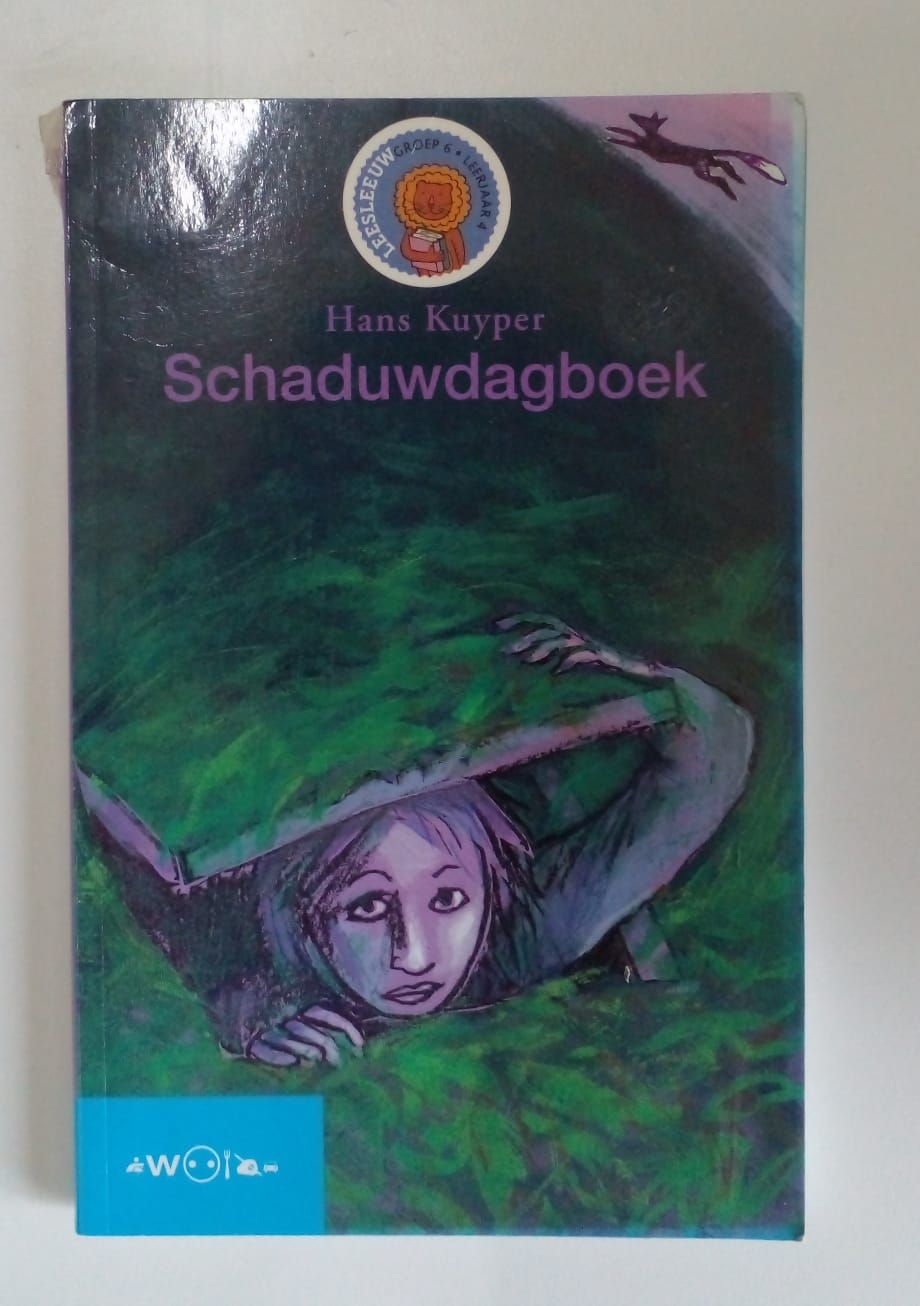 LEESLEEUW GROEP 6 • LEERJAAR 4
Hans Kuyper
Schaduwdagboek
W